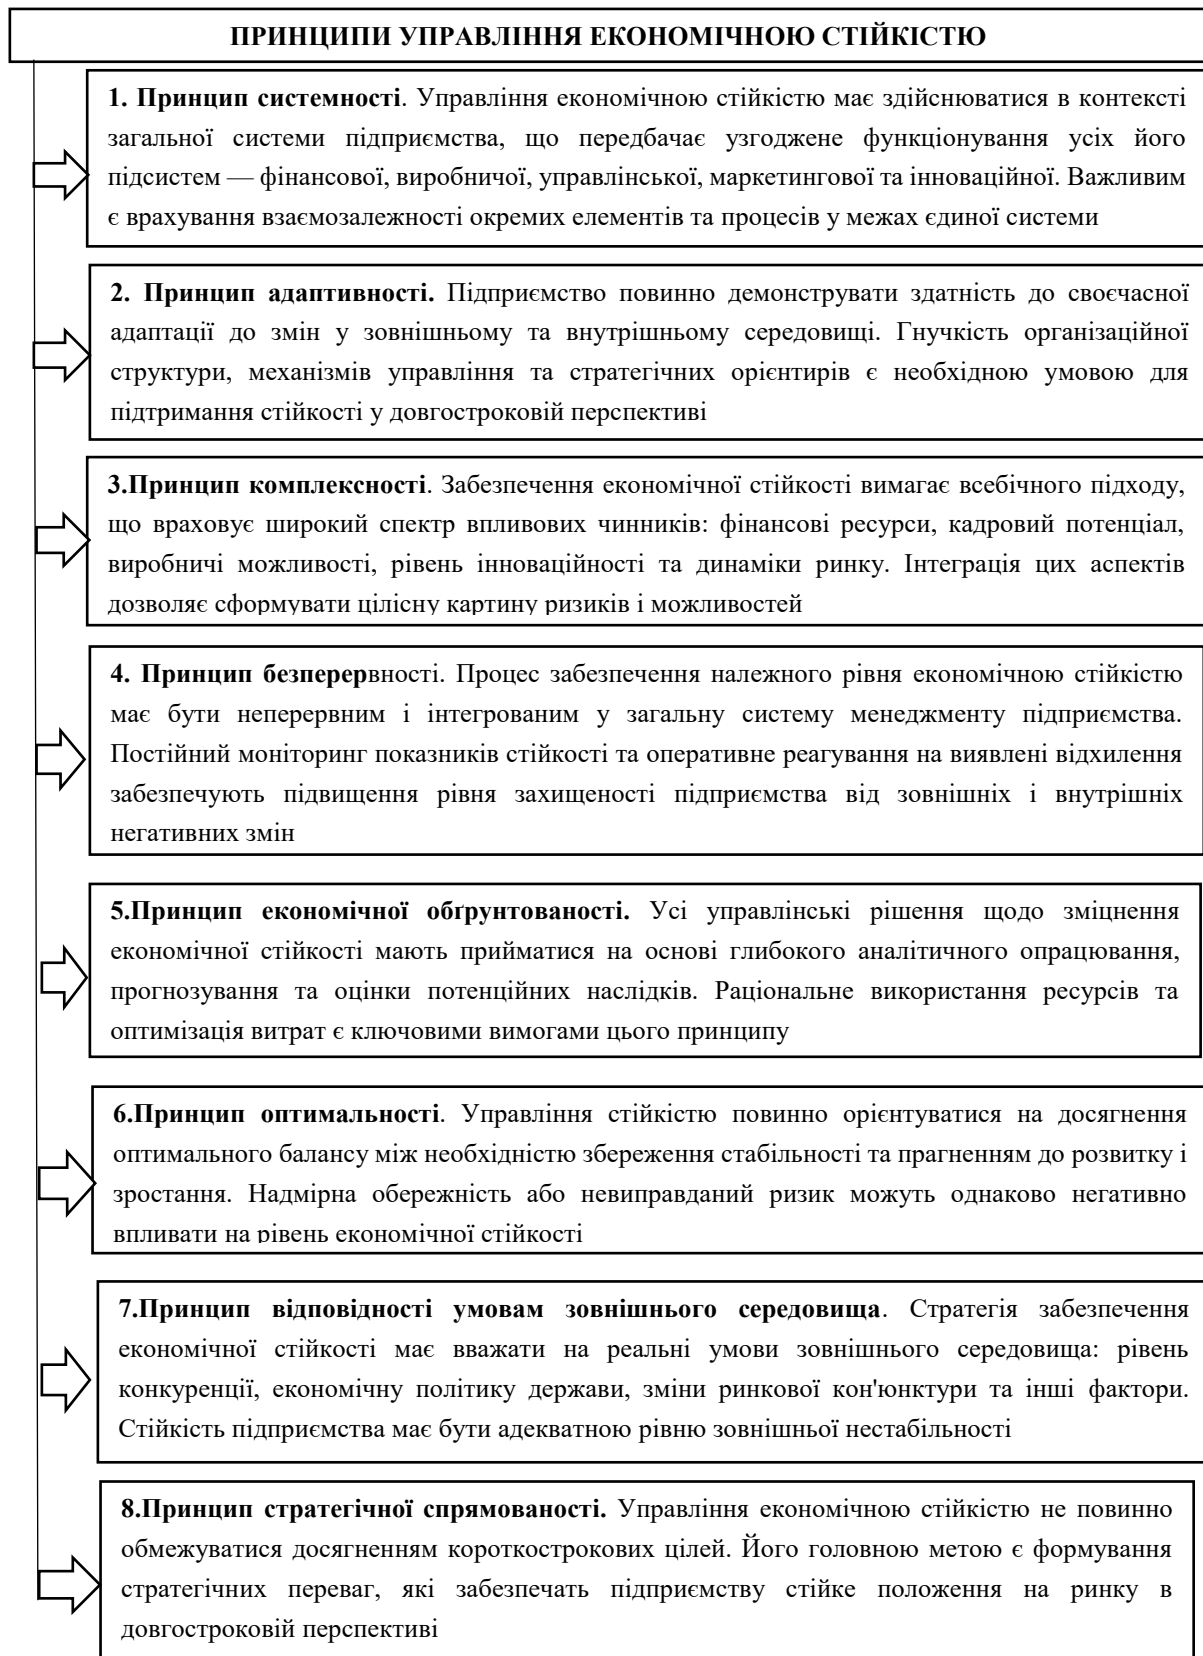 ПРИНЦИПИ УПРАВЛІННЯ ЕКОНОМІЧНОЮ СТІЙКІСТЮ
1. Принцип системності. Управління економічною стійкістю має здійснюватися в контексті
загальної системи підприємства, що передбачає узгоджене функціонування усіх його
підсистем — фінансової, виробничої, управлінської, маркетингової та інноваційної. Важливим
є врахування взаємозалежності окремих елементів та процесів у межах єдиної системи
2. Принцип адаптивності. Підприємство повинно демонструвати здатність до своєчасної
адаптації до змін у зовнішньому та внутрішньому середовищі. Гнучкість організаційної
структури, механізмів управління та стратегічних орієнтирів є необхідною умовою для
підтримання стійкості у довгостроковій перспективі
3.Принцип комплексності. Забезпечення економічної стійкості вимагає всебічного підходу,
що враховує широкий спектр впливових чинників: фінансові ресурси, кадровий потенціал,
виробничі можливості, рівень інноваційності та динаміки ринку. Інтеграція цих аспектів
дозволяє сформувати цілісну картину ризиків і можливостей
4. Принцип безперервності. Процес забезпечення належного рівня економічною стійкістю
має бути неперервним і інтегрованим у загальну систему менеджменту підприємства.
Постійний моніторинг показників стійкості та оперативне реагування на виявлені відхилення
забезпечують підвищення рівня захищеності підприємства від зовнішніх і внутрішніх
негативних змін
5.Принцип економічної обґрунтованості. Усі управлінські рішення щодо зміцнення
економічної стійкості мають прийматися на основі глибокого аналітичного опрацювання,
прогнозування та оцінки потенційних наслідків. Раціональне використання ресурсів та
оптимізація витрат є ключовими вимогами цього принципу
6.Принцип оптимальності. Управління стійкістю повинно орієнтуватися на досягнення
оптимального балансу між необхідністю збереження стабільності та прагненням до розвитку і
зростання. Надмірна обережність або невиправданий ризик можуть однаково негативно
впливати на рівень економічної стійкості
7.Принцип відповідності умовам зовнішнього середовища. Стратегія забезпечення
економічної стійкості має вважати на реальні умови зовнішнього середовища: рівень
конкуренції, економічну політику держави, зміни ринкової кон'юнктури та інші фактори.
Стійкість підприємства має бути адекватною рівню зовнішньої нестабільності
8.Принцип стратегічної спрямованості. Управління економічною стійкістю не повинно
обмежуватися досягненням короткострокових цілей. Його головною метою є формування
стратегічних переваг, які забезпечать підприємству стійке положення на ринку в
довгостроковій перспективі